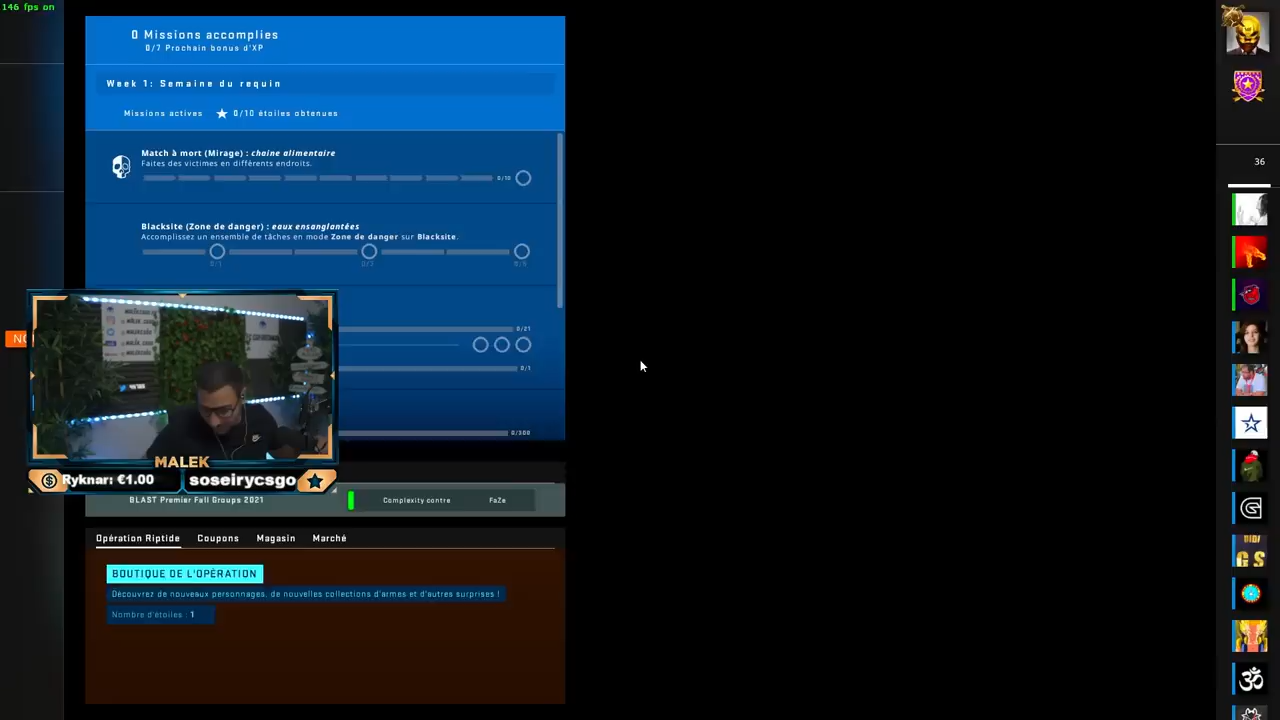 146 fps on
0 Missions accomplies
0/7 Prochain bonus d'XP
Week 1: Semaine du requin
Missions actives
0/10 étoiles obtenues
36
Match à mort (Mirage) : chaine alimentaire
Faites des victimes en différents endroits.
0/10
Blacksite (Zone de danger) : eaux ensanglantées
Accomplissez un ensemble de tâches en mode Zone de danger sur Blacksite.
0/1
0/21
0/1
0/300
MALEK
Ryknar: €1.00
soseirycsgo
BLAST Premier Fall Groups 2021
Complexity contre
FaZe
Opération Riptide
Coupons
Magasin
Marché
BOUTIQUE DE L'OPÉRATION
Découvrez de nouveaux personnages, de nouvelles collections d'armes et d'autres surprises !
Nombre d'étoiles : 1
G S